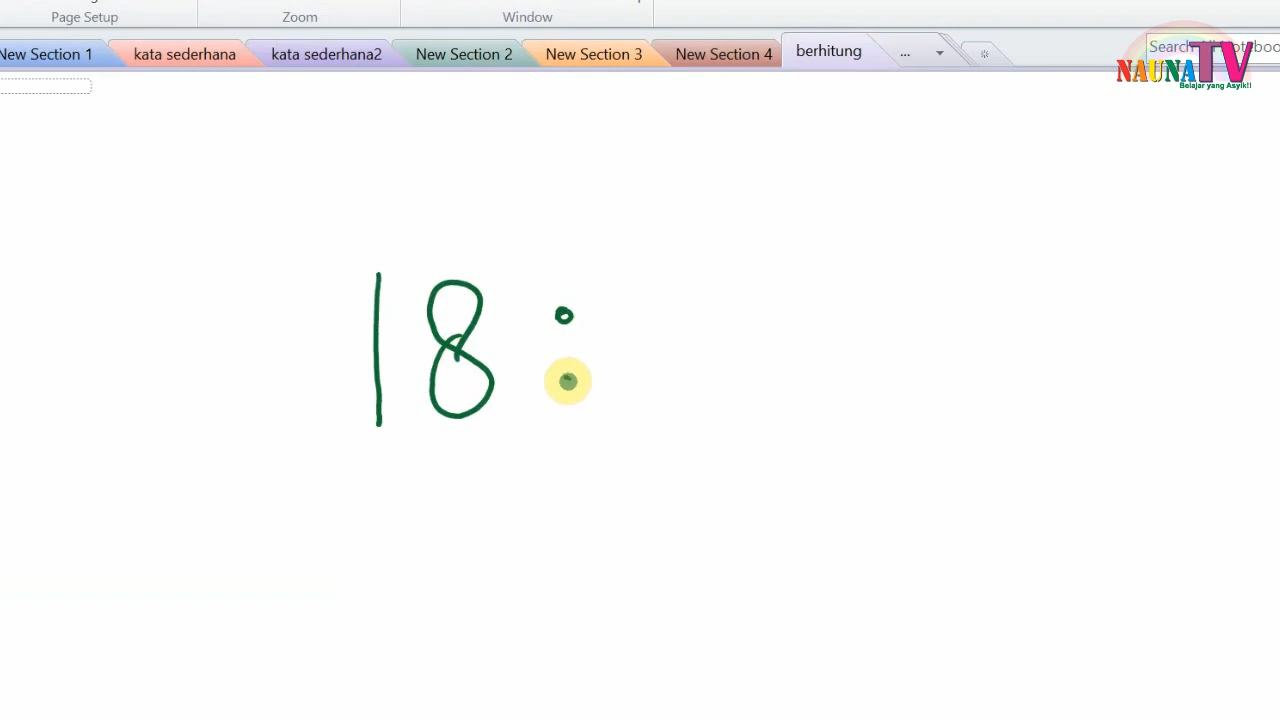 Page Setup Zoom Window
New Section 1 kata sederhana kata sederhana2 New Section 2 New Section 3 New Section 4 berhitung ...
NAUNA TV
Belajar yang Asyik!!
18 :